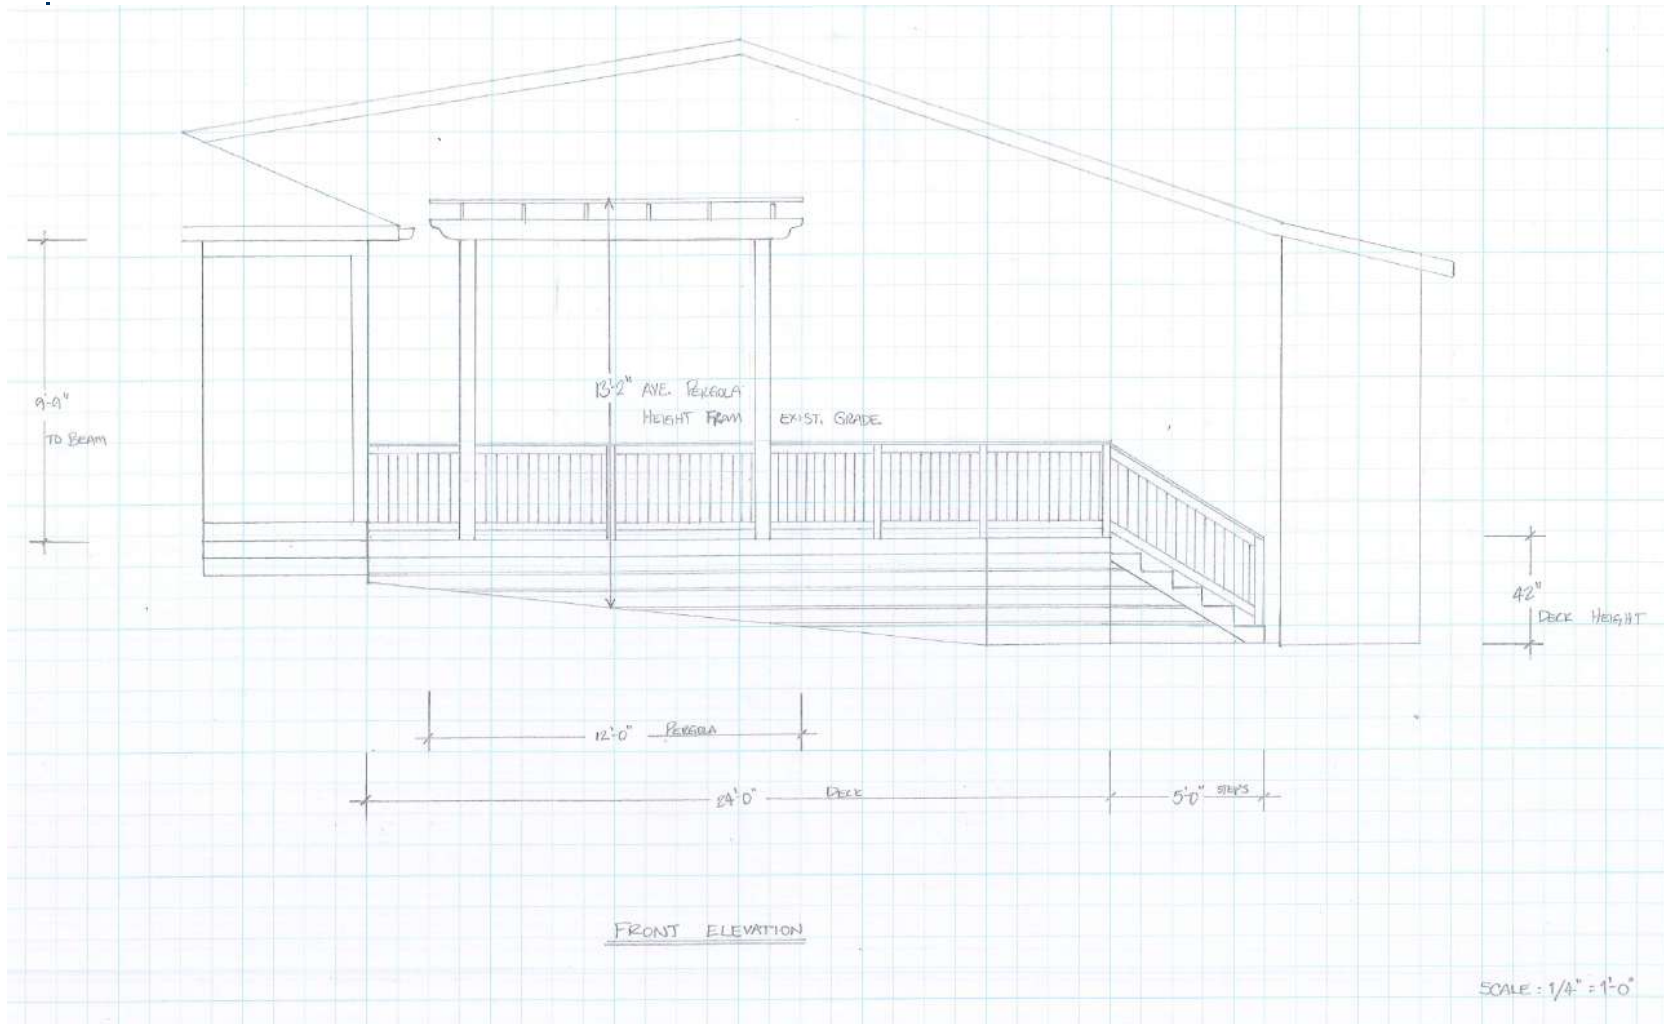 13'-2" AVE. PERGOLA
HEIGHT FROM EXIST. GRADE
9'-9"
TO BEAM
42"
DECK HEIGHT
12'-0" PERGOLA
24'-0" DECK
5'-0" STEPS
FRONT ELEVATION
SCALE: 1/4" = 1'-0"